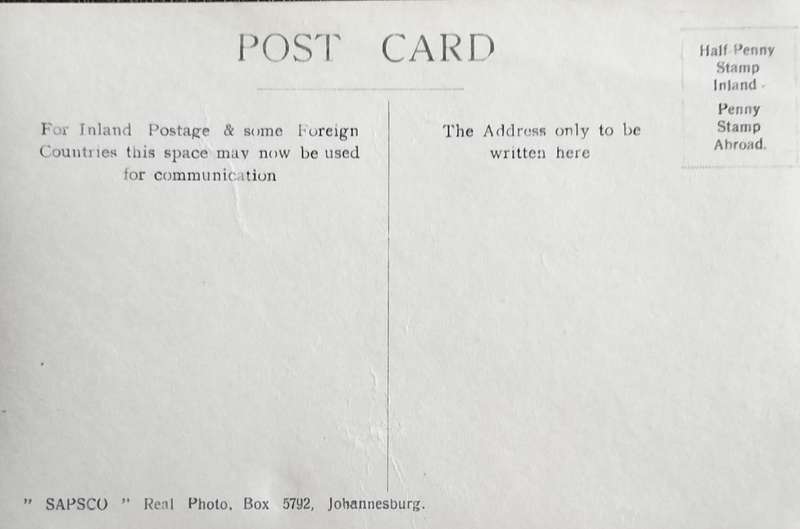 POST CARD
Half Penny
Stamp
Inland
Penny
Stamp
Abroad.
For Inland Postage & some Foreign
Countries this space may now be used
for communication
The Address only to be
written here
" SAPSCO " Real Photo, Box 5792, Johannesburg.